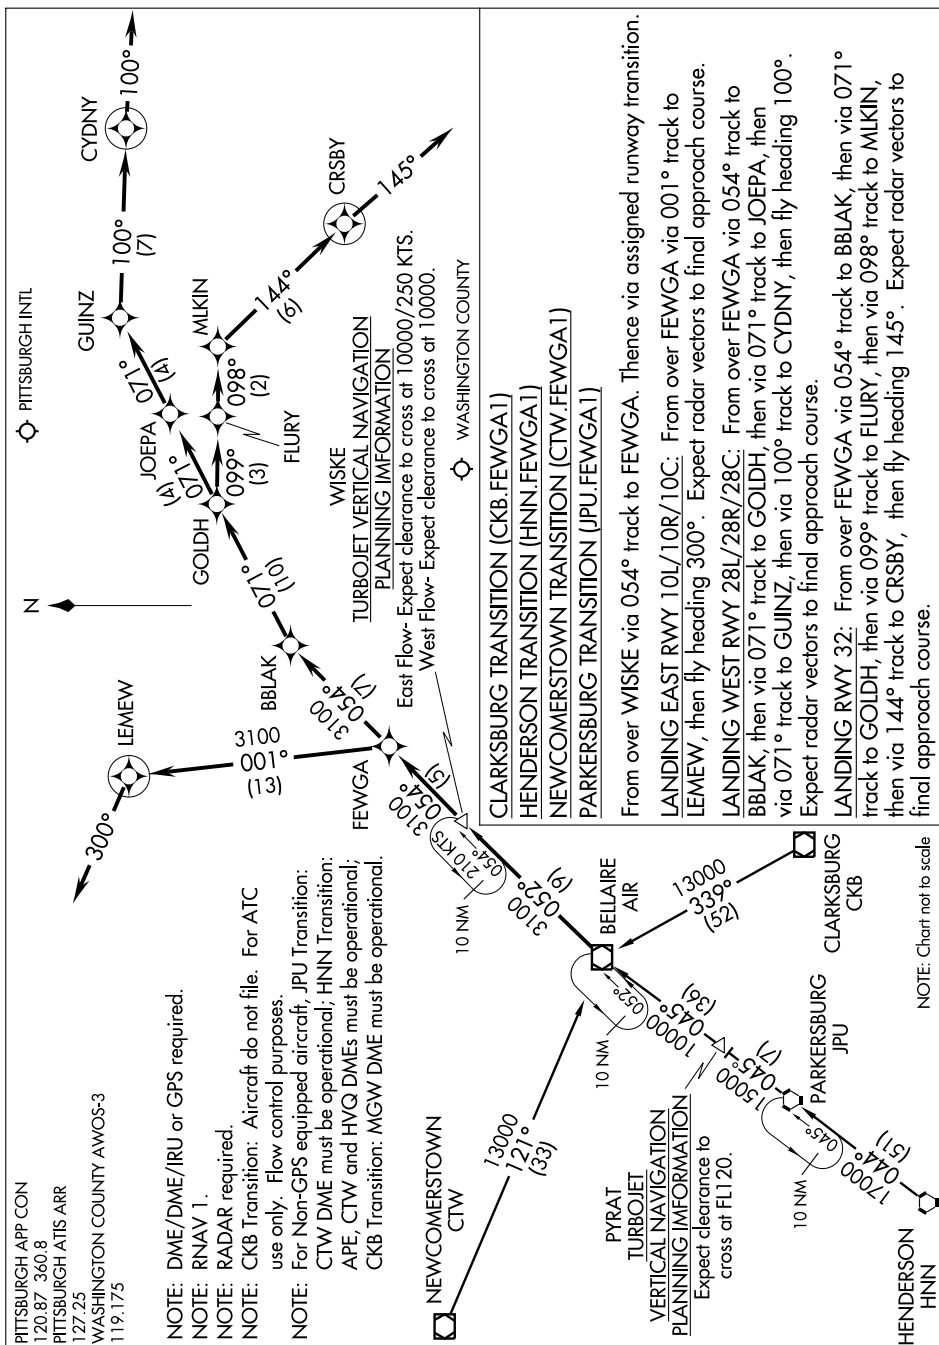 PITTSBURGH APP CON
120.87 360.8
PITTSBURGH ATIS ARR
127.25
WASHINGTON COUNTY AWOS-3
119.175
NOTE: DME/DME/IRU or GPS required.
NOTE: RNAV 1.
NOTE: RADAR required.
NOTE: CKB Transition: Aircraft do not file. For ATC
use only. Flow control purposes.
NOTE: For Non-GPS equipped aircraft, JPU Transition:
CTW DME must be operational; HNN Transition:
APE, CTW and HVQ DMEs must be operational;
CKB Transition: MGW DME must be operational.
300°
LEMEW
3100
001°
(13)
N
PITTSBURGH INTL
CYDNY
100°
100°
(7)
GUINZ
071°
(4)
JOEPA
071°
(4)
GOLDH
099°
(3)
FLURY
098°
(2)
MLKIN
144°
(6)
CRSBY
145°
071°
(10)
BBLAK
3100
054°
(7)
FEWGA
3100
054°
(5)
WISKE
TURBOJET VERTICAL NAVIGATION
PLANNING IMFORMATION
East Flow- Expect clearance to cross at 10000/250 KTS.
West Flow- Expect clearance to cross at 10000.
WASHINGTON COUNTY
210 KTS
054°
10 NM
3100
052°
(9)
BELLAIRE
AIR
052°
10 NM
NEWCOMERSTOWN
CTW
13000
121°
(33)
13000
339°
(52)
CLARKSBURG
CKB
10000
045°
(36)
PYRAT
TURBOJET
VERTICAL NAVIGATION
PLANNING IMFORMATION
Expect clearance to
cross at FL120.
15000
045°
(7)
PARKERSBURG
JPU
045°
10 NM
17000
044°
(51)
HENDERSON
HNN
NOTE: Chart not to scale
CLARKSBURG TRANSITION (CKB.FEWGA1)
HENDERSON TRANSITION (HNN.FEWGA1)
NEWCOMERSTOWN TRANSITION (CTW.FEWGA1)
PARKERSBURG TRANSITION (JPU.FEWGA1)
From over WISKE via 054° track to FEWGA. Thence via assigned runway transition.
LANDING EAST RWY 10L/10R/10C: From over FEWGA via 001° track to
LEMEW, then fly heading 300°. Expect radar vectors to final approach course.
LANDING WEST RWY 28L/28R/28C: From over FEWGA via 054° track to
BBLAK, then via 071° track to GOLDH, then via 071° track to JOEPA, then
via 071° track to GUINZ, then via 100° track to CYDNY, then fly heading 100°.
Expect radar vectors to final approach course.
LANDING RWY 32: From over FEWGA via 054° track to BBLAK, then via 071°
track to GOLDH, then via 099° track to FLURY, then via 098° track to MLKIN,
then via 144° track to CRSBY, then fly heading 145°. Expect radar vectors to
final approach course.